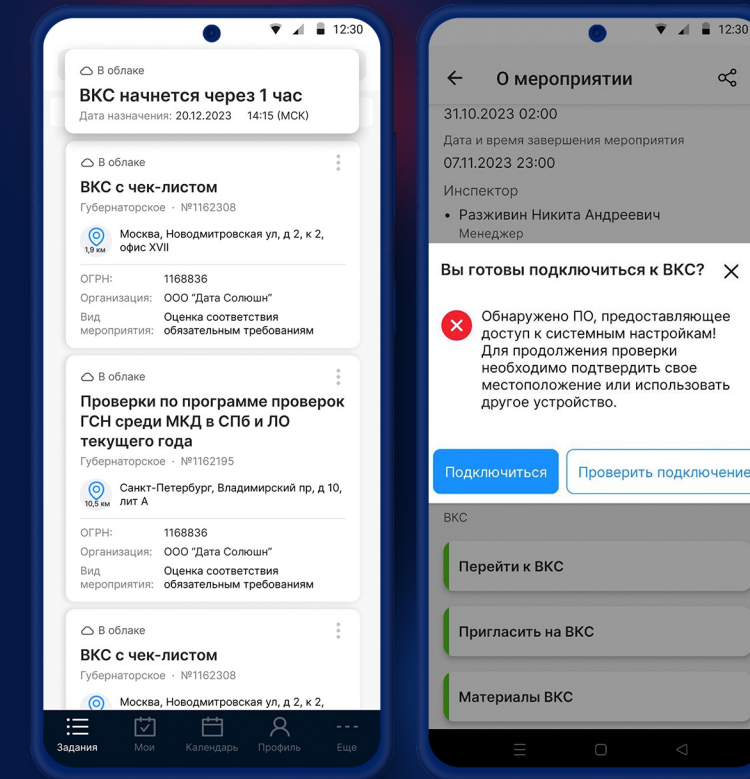 12:30
В облаке
ВКС начнется через 1 час
Дата назначения: 20.12.2023 14:15 (МСК)
В облаке
ВКС с чек-листом
Губернаторское · №1162308
1,9 км
Москва, Новодмитровская ул, д 2, к 2,
офис XVII
ОГРН: 1168836
Организация: ООО "Дата Солюшн"
Вид
мероприятия:
Оценка соответствия
обязательным требованиям
В облаке
Проверки по программе проверок
ГСН среди МКД в СПб и ЛО
текущего года
Губернаторское · №1162195
10,5 км
Санкт-Петербург, Владимирский пр, д 10,
лит А
ОГРН: 1168836
Организация: ООО "Дата Солюшн"
Вид
мероприятия:
Оценка соответствия
обязательным требованиям
В облаке
ВКС с чек-листом
Губернаторское · №1162308
Москва, Новодмитровская ул, д 2, к 2,
Задания
Мои
Календарь
Профиль
Еще
12:30
О мероприятии
31.10.2023 02:00
Дата и время завершения мероприятия
07.11.2023 23:00
Инспектор
• Разживин Никита Андреевич
Менеджер
Вы готовы подключиться к ВКС?
Обнаружено ПО, предоставляющее
доступ к системным настройкам!
Для продолжения проверки
необходимо подтвердить свое
местоположение или использовать
другое устройство.
Подключиться
Проверить подключение
ВКС
Перейти к ВКС
Пригласить на ВКС
Материалы ВКС